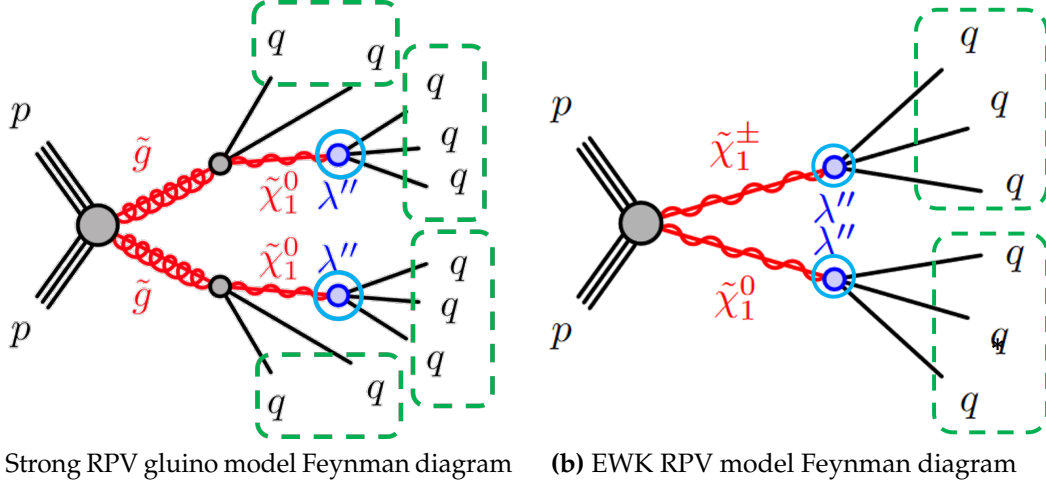 q q
p q
g̃ q
χ̃₁⁰ λ″ q
χ̃₁⁰ λ″ q
g̃ q
p q
q q
q
p q
χ̃₁± q
λ″
λ″ q
χ̃₁⁰
p q
*
q
Strong RPV gluino model Feynman diagram
(b) EWK RPV model Feynman diagram